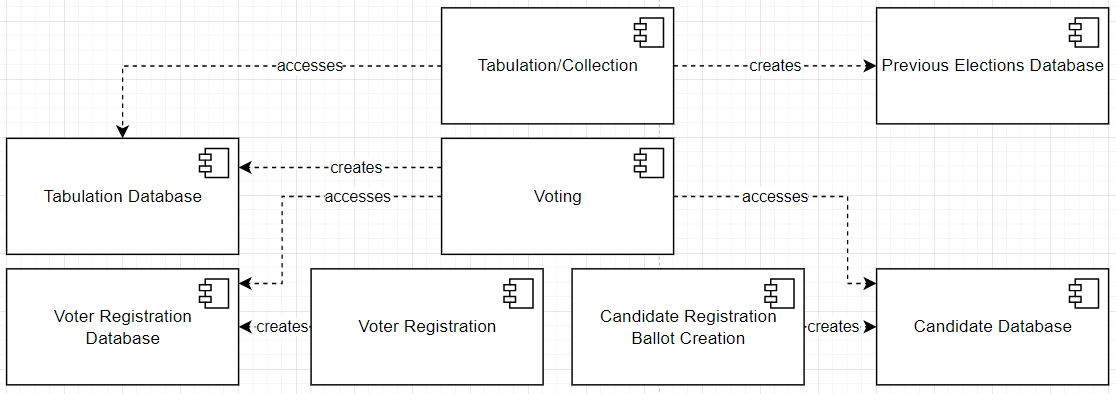 Tabulation/Collection
accesses
creates
Previous Elections Database
Tabulation Database
creates
accesses
Voting
accesses
Voter Registration
Database
creates
Voter Registration
Candidate Registration
Ballot Creation
creates
Candidate Database